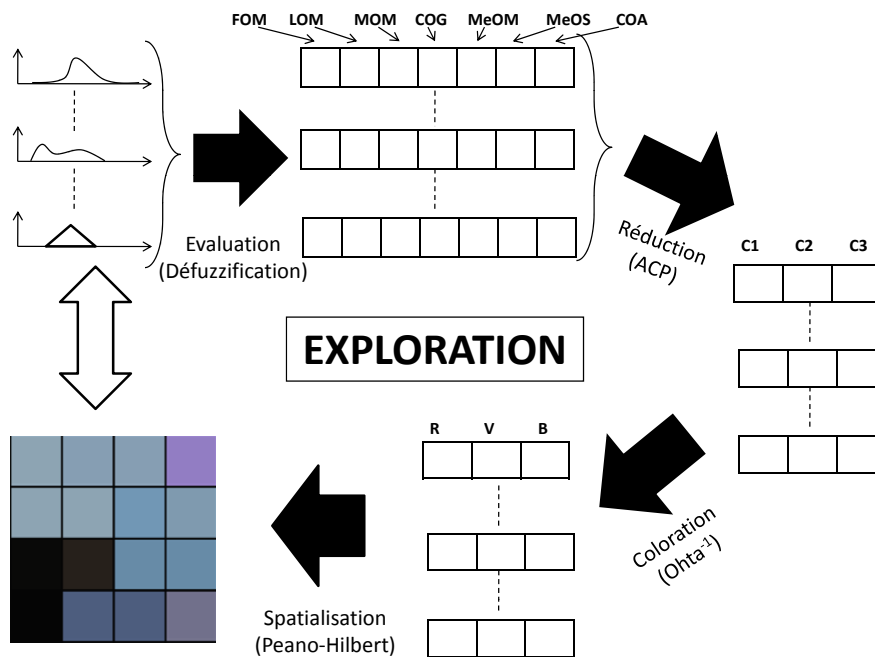 FOM LOM MOM COG MeOM MeOS COA
Evaluation
(Défuzzification)
Réduction
(ACP)
C1 C2 C3
EXPLORATION
R V B
Coloration
(Ohta⁻¹)
Spatialisation
(Peano-Hilbert)